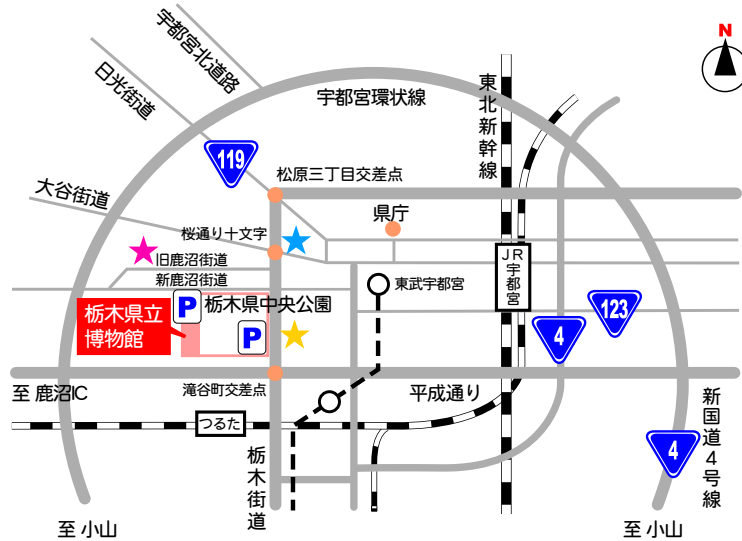 宇都宮北道路
N
日光街道
宇都宮環状線
東北新幹線
119
松原三丁目交差点
大谷街道
県庁
桜通り十文字
旧鹿沼街道
新鹿沼街道
JR宇都宮
東武宇都宮
P
栃木県中央公園
栃木県立
博物館
P
123
4
滝谷町交差点
至 鹿沼IC
平成通り
新国道4号線
つるた
栃木街道
4
至 小山
至 小山